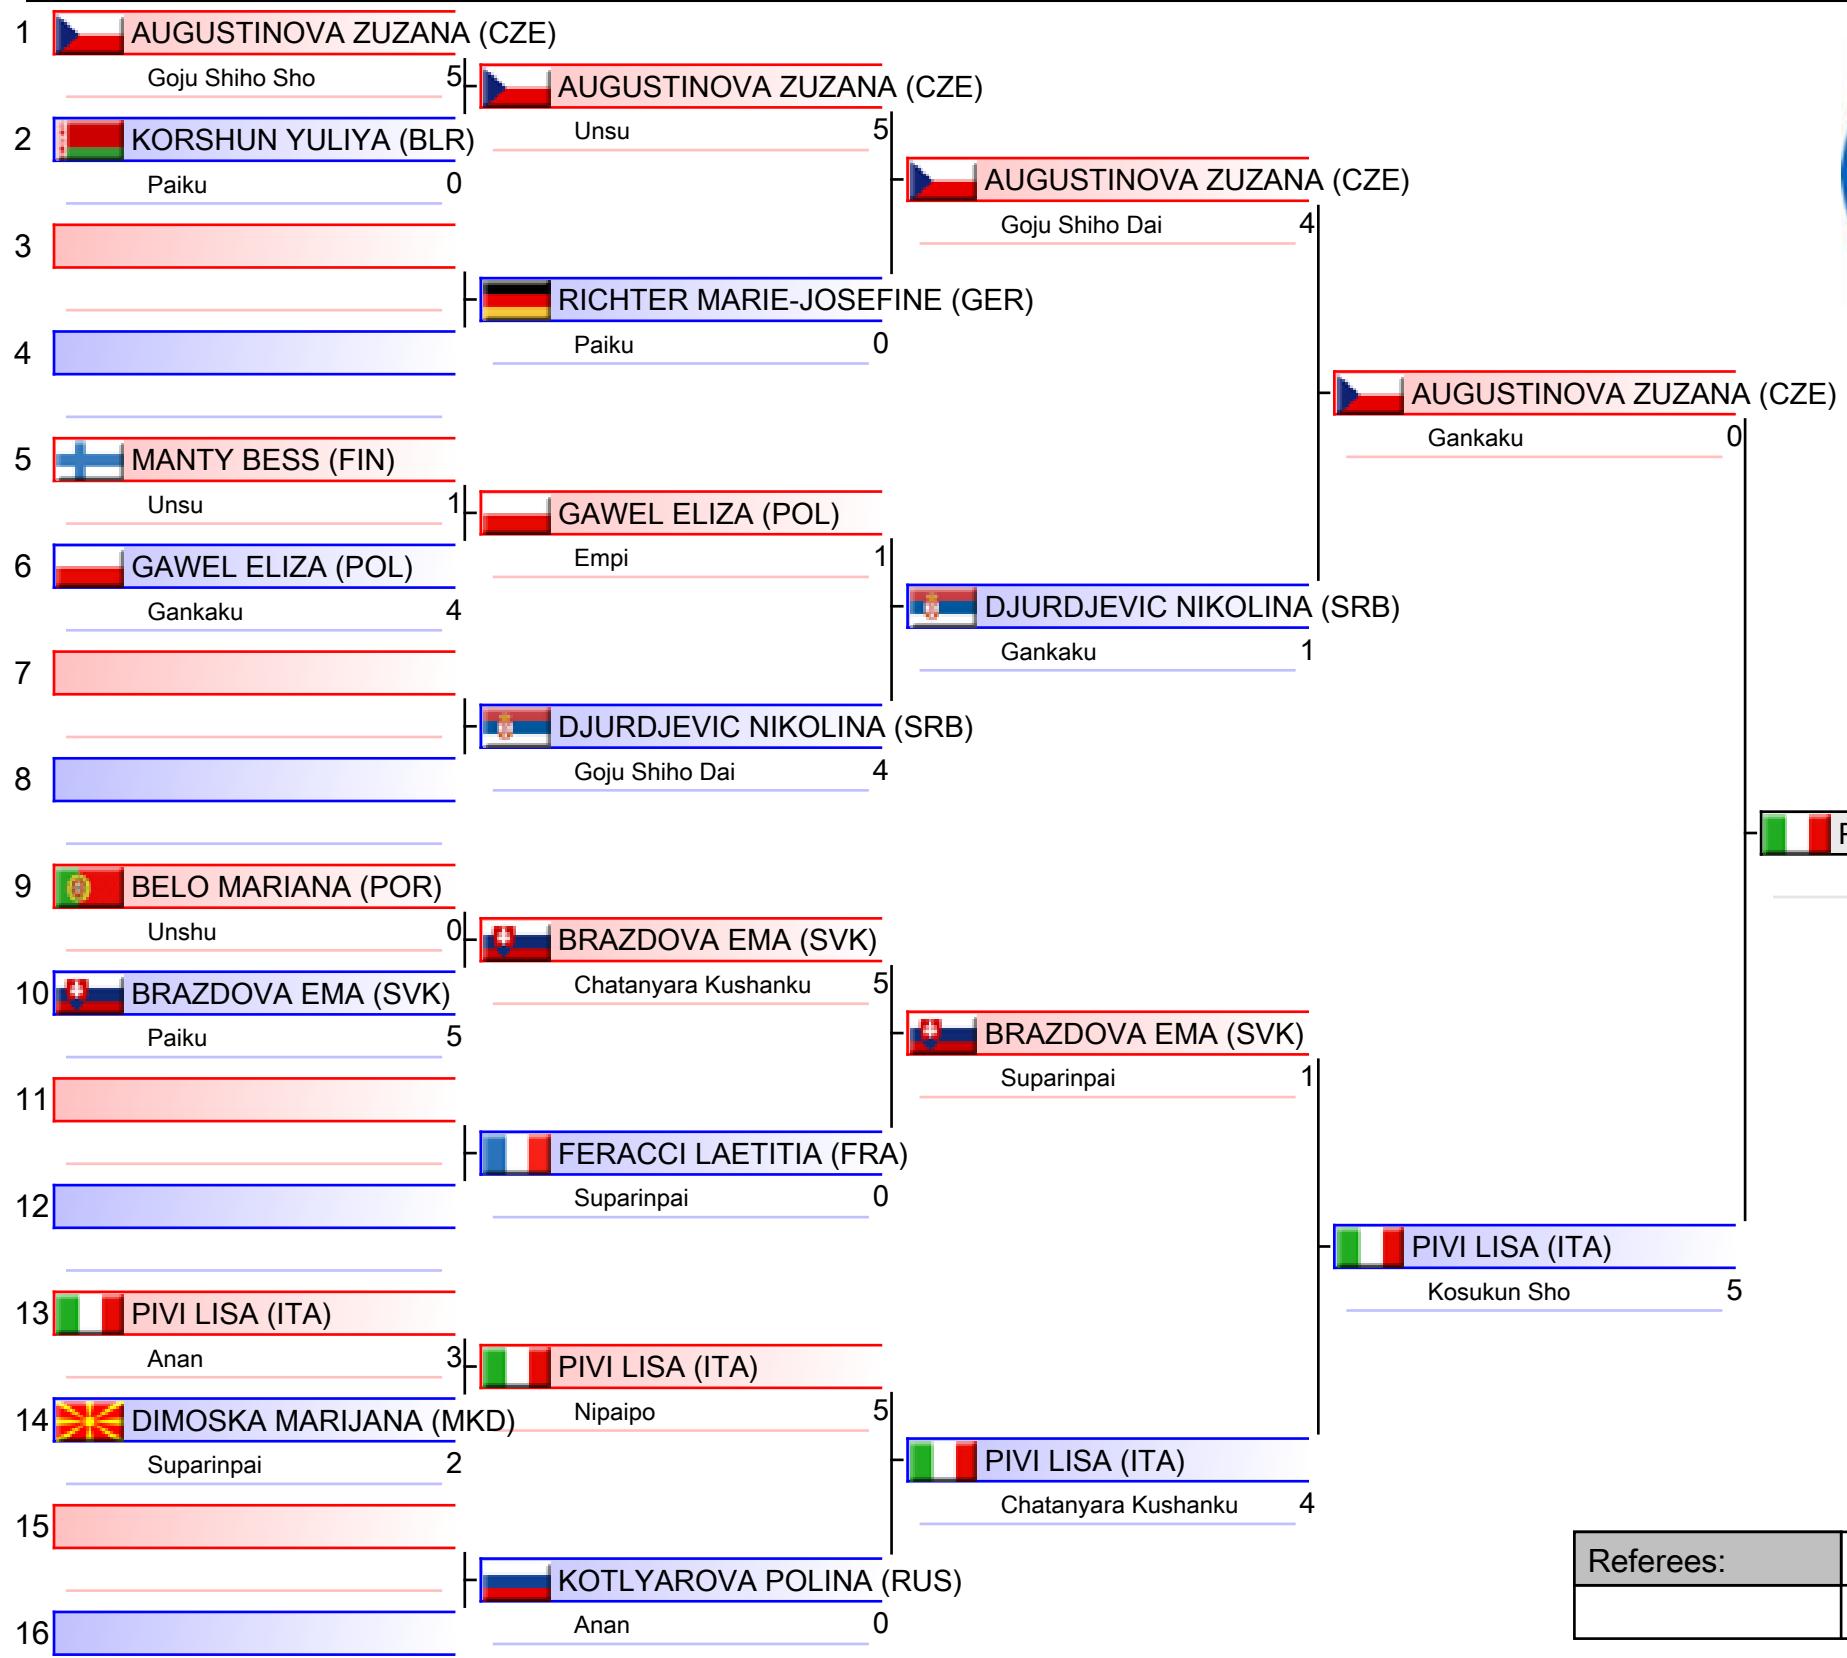 1 AUGUSTINOVA ZUZANA (CZE)
Goju Shiho Sho 5
AUGUSTINOVA ZUZANA (CZE)
Unsu 5
2 KORSHUN YULIYA (BLR)
Paiku 0
AUGUSTINOVA ZUZANA (CZE)
Goju Shiho Dai 4
3
RICHTER MARIE-JOSEFINE (GER)
Paiku 0
4
AUGUSTINOVA ZUZANA (CZE)
Gankaku 0
5 MANTY BESS (FIN)
Unsu 1
GAWEL ELIZA (POL)
Empi 1
6 GAWEL ELIZA (POL)
Gankaku 4
DJURDJEVIC NIKOLINA (SRB)
Gankaku 1
7
DJURDJEVIC NIKOLINA (SRB)
Goju Shiho Dai 4
8
9 BELO MARIANA (POR)
Unshu 0
BRAZDOVA EMA (SVK)
Chatanyara Kushanku 5
10 BRAZDOVA EMA (SVK)
Paiku 5
BRAZDOVA EMA (SVK)
Suparinpai 1
11
FERACCI LAETITIA (FRA)
Suparinpai 0
12
PIVI LISA (ITA)
Kosukun Sho 5
13 PIVI LISA (ITA)
Anan 3
PIVI LISA (ITA)
Nipaipo 5
14 DIMOSKA MARIJANA (MKD)
Suparinpai 2
PIVI LISA (ITA)
Chatanyara Kushanku 4
15
KOTLYAROVA POLINA (RUS)
Anan 0
16
Referees: